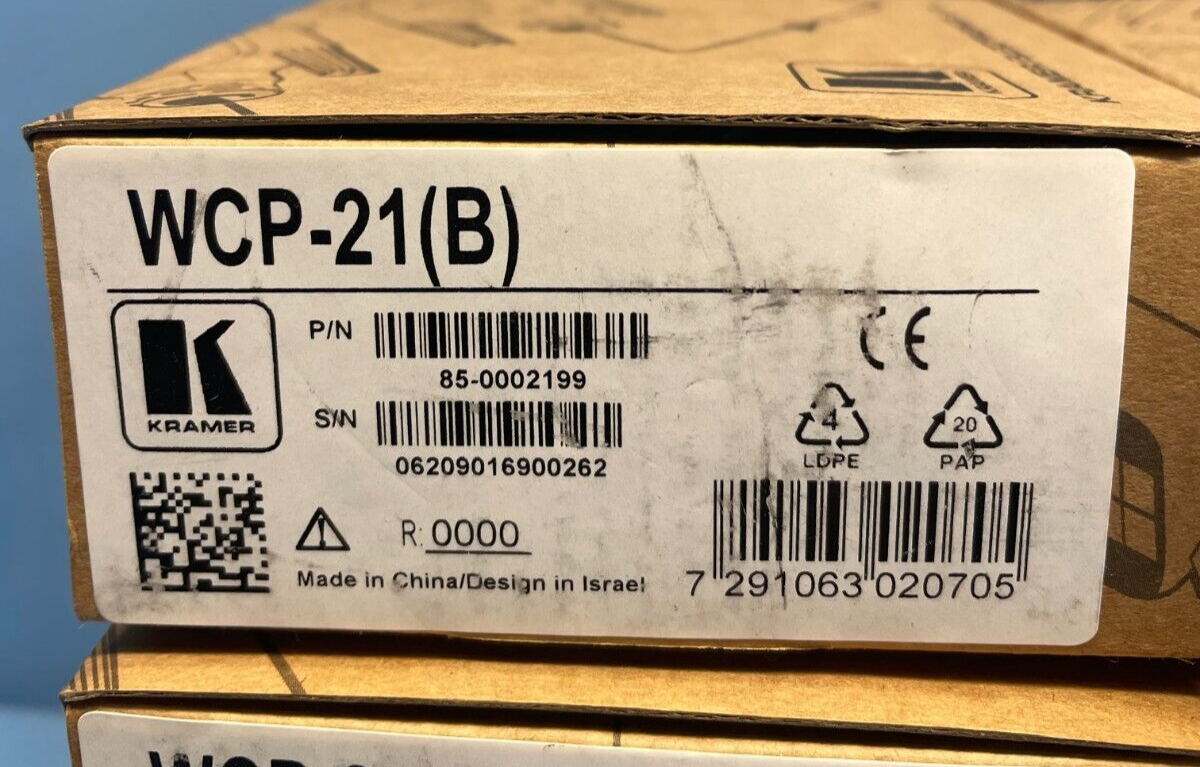 WCP-21(B)
KRAMER
P/N
85-0002199
S/N
06209016900262
CE
4
LDPE
20
PAP
R: 0000
Made in China/Design in Israel
7 291063 020705